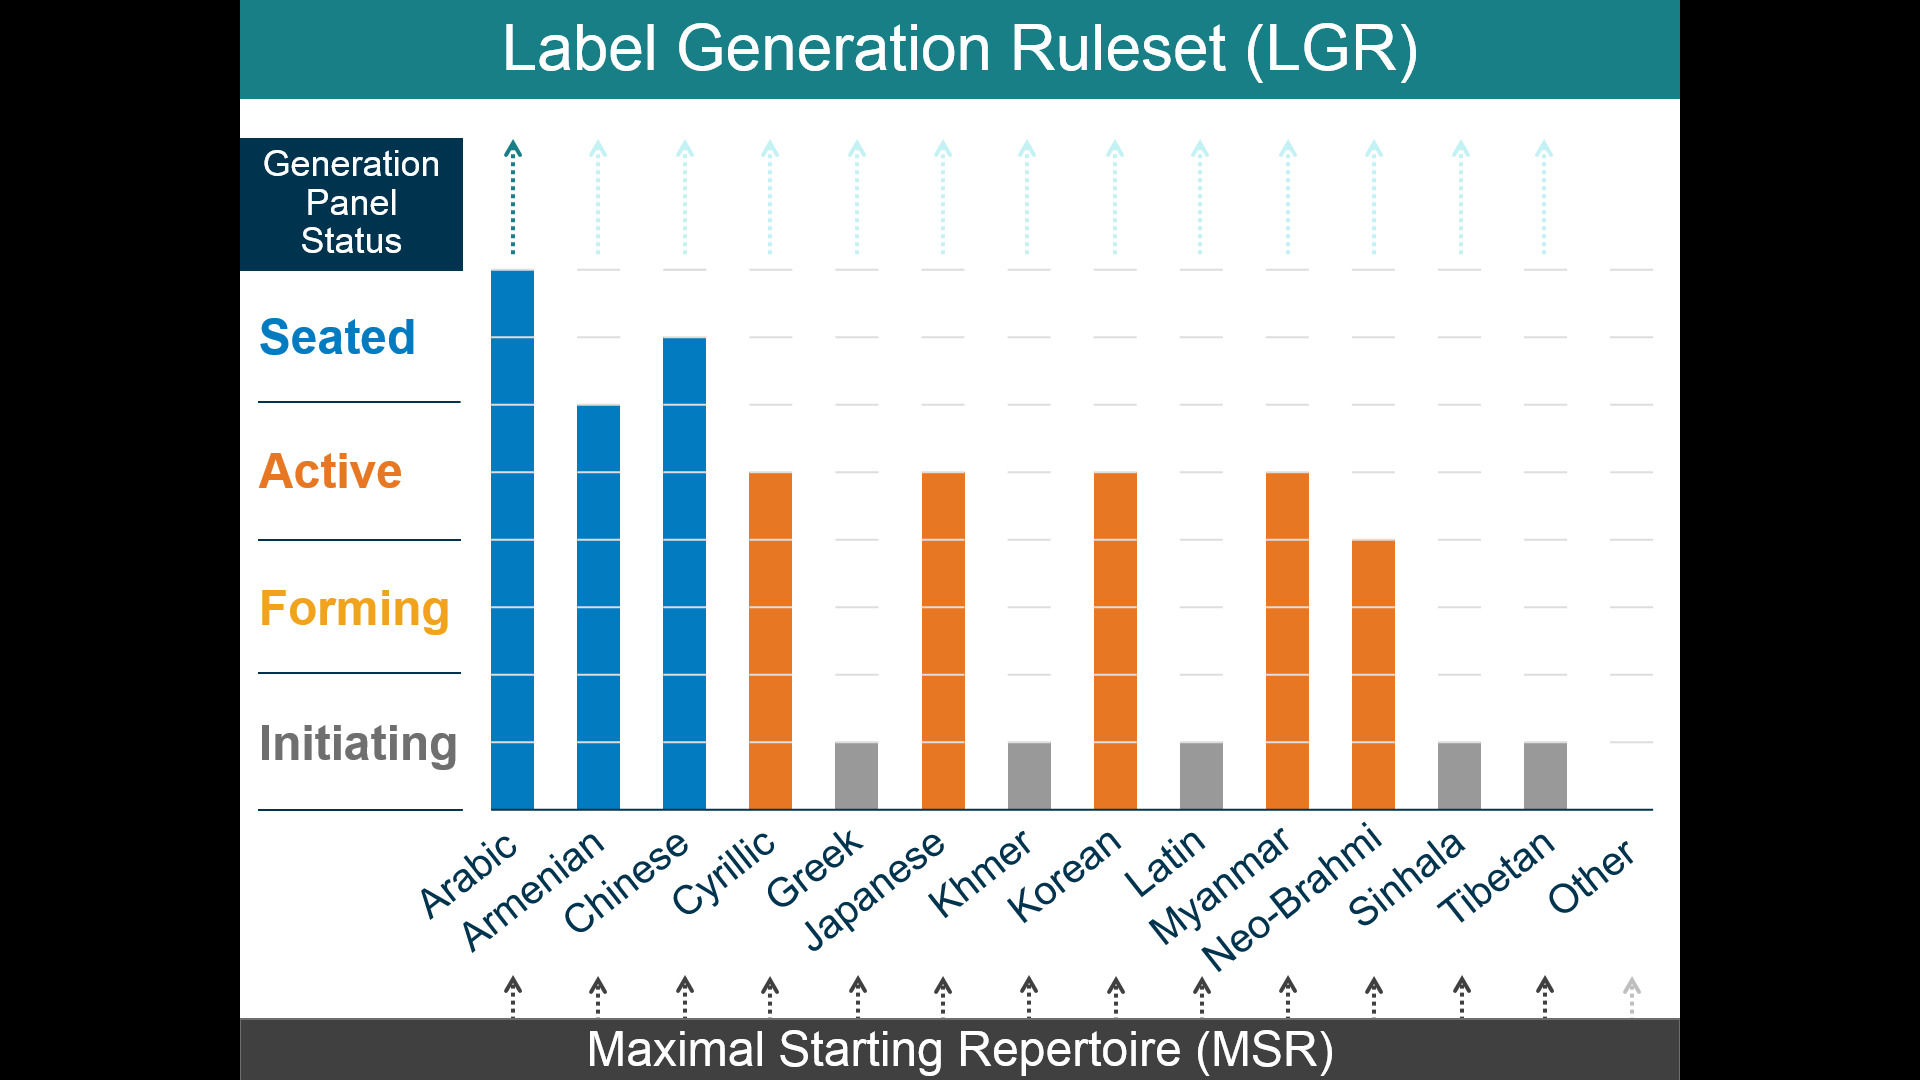 Label Generation Ruleset (LGR)
Generation
Panel
Status
Seated
Active
Forming
Initiating
Arabic
Armenian
Chinese
Cyrillic
Greek
Japanese
Khmer
Korean
Latin
Myanmar
Neo-Brahmi
Sinhala
Tibetan
Other
Maximal Starting Repertoire (MSR)